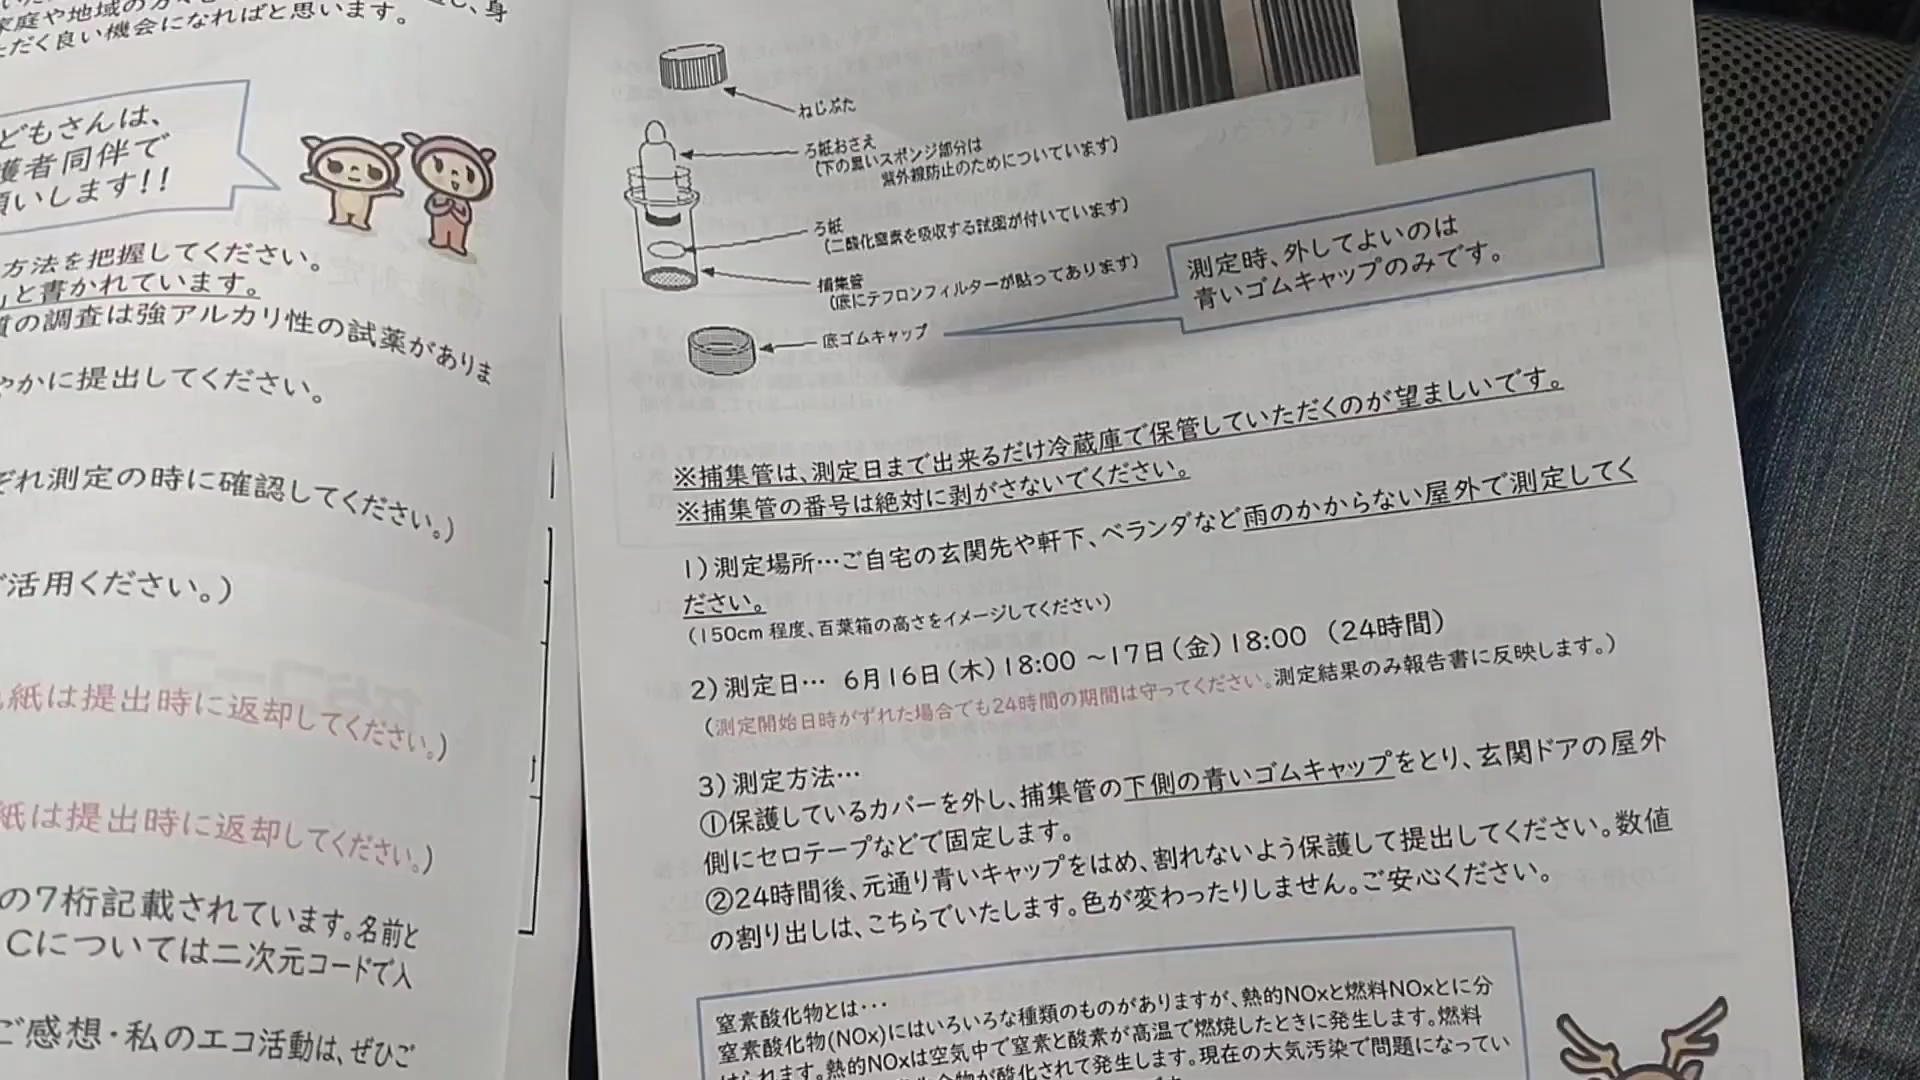 家庭や地域の方々
ただく良い機会になればと思います。
どもさんは、
護者同伴で
願いします!!
方法を把握してください。
と書かれています。
質の調査は強アルカリ性の試薬がありま
やかに提出してください。
ぞれ測定の時に確認してください。)
ご活用ください。)
紙は提出時に返却してください。)
紙は提出時に返却してください。)
の7桁記載されています。名前と
Cについては二次元コードで入
ご感想・私のエコ活動は、ぜひご
ねじぶた
ろ紙おさえ
(下の黒いスポンジ部分は
紫外線防止のためについています)
ろ紙
(二酸化窒素を吸収する試薬が付いています)
捕集管
(底にテフロンフィルターが貼ってあります)
底ゴムキャップ
測定時、外してよいのは
青いゴムキャップのみです。
※捕集管は、測定日まで出来るだけ冷蔵庫で保管していただくのが望ましいです。
※捕集管の番号は絶対に剥がさないでください。
1)測定場所…ご自宅の玄関先や軒下、ベランダなど雨のかからない屋外で測定してく
ださい。
(150cm 程度、百葉箱の高さをイメージしてください)
2)測定日… 6月16日(木)18:00 ~17日(金)18:00 (24時間)
(測定開始日時がずれた場合でも24時間の期間は守ってください。測定結果のみ報告書に反映します。)
3)測定方法…
①保護しているカバーを外し、捕集管の下側の青いゴムキャップをとり、玄関ドアの屋外
側にセロテープなどで固定します。
②24時間後、元通り青いキャップをはめ、割れないよう保護して提出してください。数値
の割り出しは、こちらでいたします。色が変わったりしません。ご安心ください。
窒素酸化物とは・・・
窒素酸化物(NOx)にはいろいろな種類のものがありますが、熱的NOxと燃料NOxとに分
けられます。熱的NOxは空気中で窒素と酸素が高温で燃焼したときに発生します。燃料
が酸化されて発生します。現在の大気汚染で問題になってい